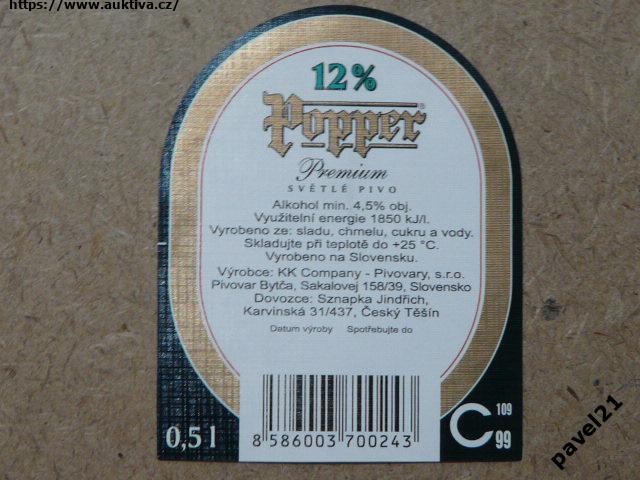 https://www.auktiva.cz/
12%
Popper®
Premium
SVĚTLÉ PIVO
Alkohol min. 4,5% obj.
Využitelní energie 1850 kJ/l.
Vyrobeno ze: sladu, chmelu, cukru a vody.
Skladujte při teplotě do +25 °C.
Vyrobeno na Slovensku.
Výrobce: KK Company - Pivovary, s.r.o.
Pivovar Bytča, Sakalovej 158/39, Slovensko
Dovozce: Sznapka Jindřich,
Karvinská 31/437, Český Těšín
Datum výroby Spotřebujte do
0,5 l
8 586003 700243
C 109
99
pavel21